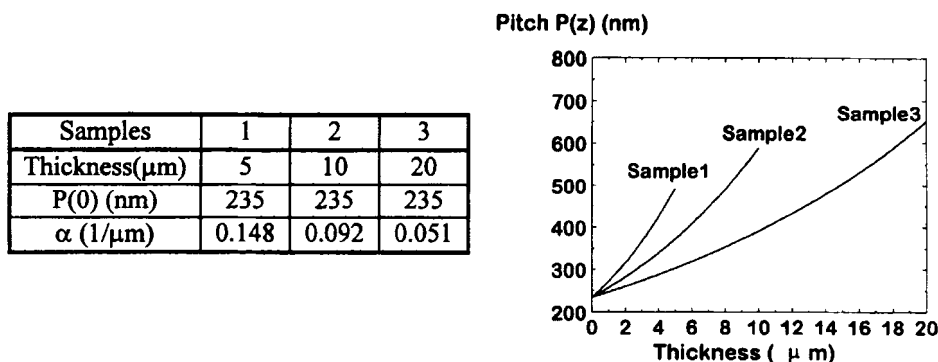 Samples 1 2 3
Thickness(μm) 5 10 20
P(0) (nm) 235 235 235
α (1/μm) 0.148 0.092 0.051
Pitch P(z) (nm)
800
700
600
500
400
300
200
Sample1
Sample2
Sample3
0 2 4 6 8 10 12 14 16 18 20
Thickness ( μ m)